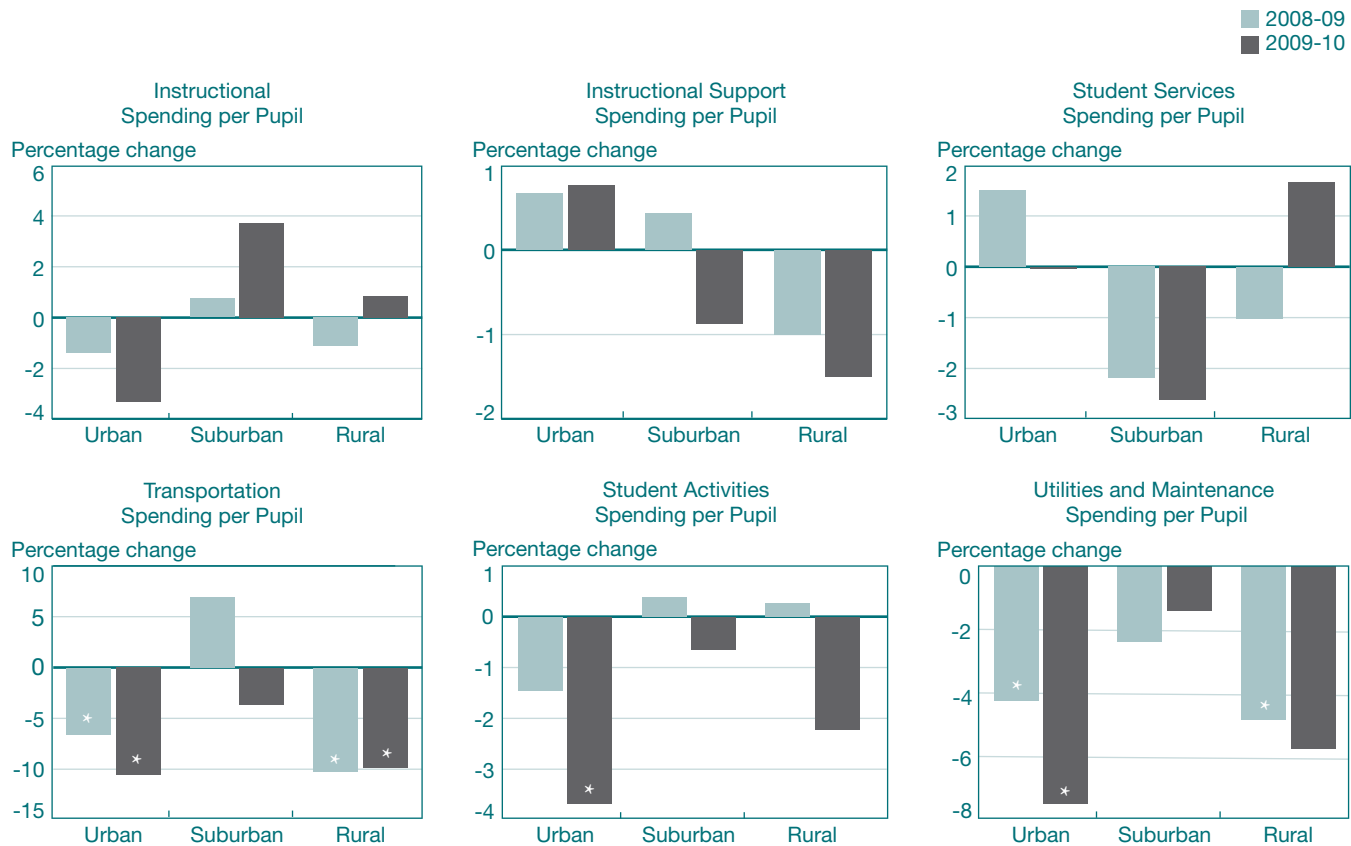 2008-09
2009-10
Instructional
Spending per Pupil
Percentage change
6
4
2
0
-2
-4
Urban Suburban Rural
Instructional Support
Spending per Pupil
Percentage change
1
0
-1
-2
Urban Suburban Rural
Student Services
Spending per Pupil
Percentage change
2
1
0
-1
-2
-3
Urban Suburban Rural
Transportation
Spending per Pupil
Percentage change
10
5
0
-5
-10
-15
* * * *
Urban Suburban Rural
Student Activities
Spending per Pupil
Percentage change
1
0
-1
-2
-3
-4
*
Urban Suburban Rural
Utilities and Maintenance
Spending per Pupil
Percentage change
0
-2
-4
-6
-8
* * *
Urban Suburban Rural